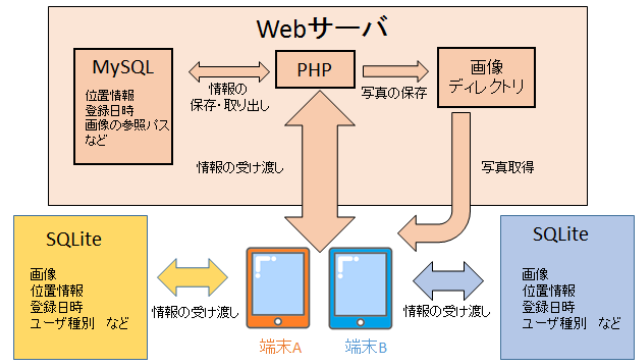 Webサーバ
MySQL
位置情報
登録日時
画像の参照パス
など
情報の
保存・取り出し
PHP
写真の保存
画像
ディレクトリ
情報の受け渡し
写真取得
SQLite
画像
位置情報
登録日時
ユーザ種別　など
情報の受け渡し
端末A
端末B
情報の受け渡し
SQLite
画像
位置情報
登録日時
ユーザ種別　など